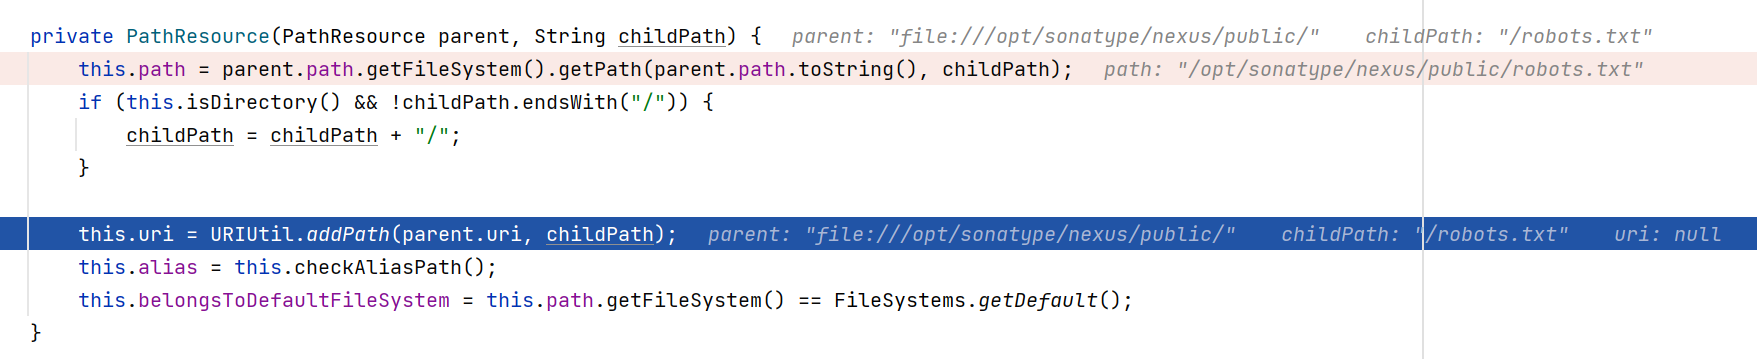 private PathResource(PathResource parent, String childPath) {   parent: "file:///opt/sonatype/nexus/public/"    childPath: "/robots.txt"
    this.path = parent.path.getFileSystem().getPath(parent.path.toString(), childPath);   path: "/opt/sonatype/nexus/public/robots.txt"
    if (this.isDirectory() && !childPath.endsWith("/")) {
        childPath = childPath + "/";
    }
    this.uri = URIUtil.addPath(parent.uri, childPath);   parent: "file:///opt/sonatype/nexus/public/"    childPath: "/robots.txt"    uri: null
    this.alias = this.checkAliasPath();
    this.belongsToDefaultFileSystem = this.path.getFileSystem() == FileSystems.getDefault();
}